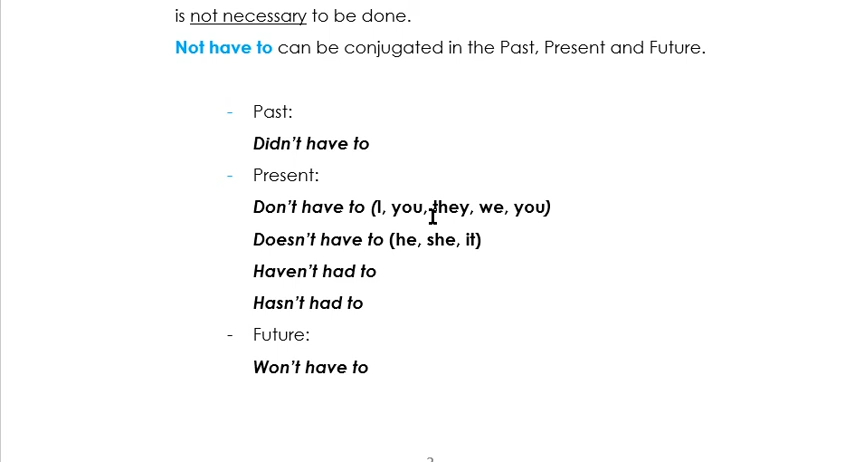 is not necessary to be done.
Not have to can be conjugated in the Past, Present and Future.
- Past:
Didn't have to
- Present:
Don't have to (I, you, they, we, you)
Doesn't have to (he, she, it)
Haven't had to
Hasn't had to
- Future:
Won't have to